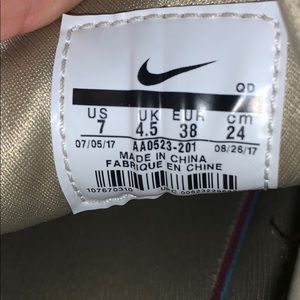 QD
US UK EUR cm
7 4.5 38 24
07/05/17 AA0523-201 08/26/17
MADE IN CHINA
FABRIQUE EN CHINE